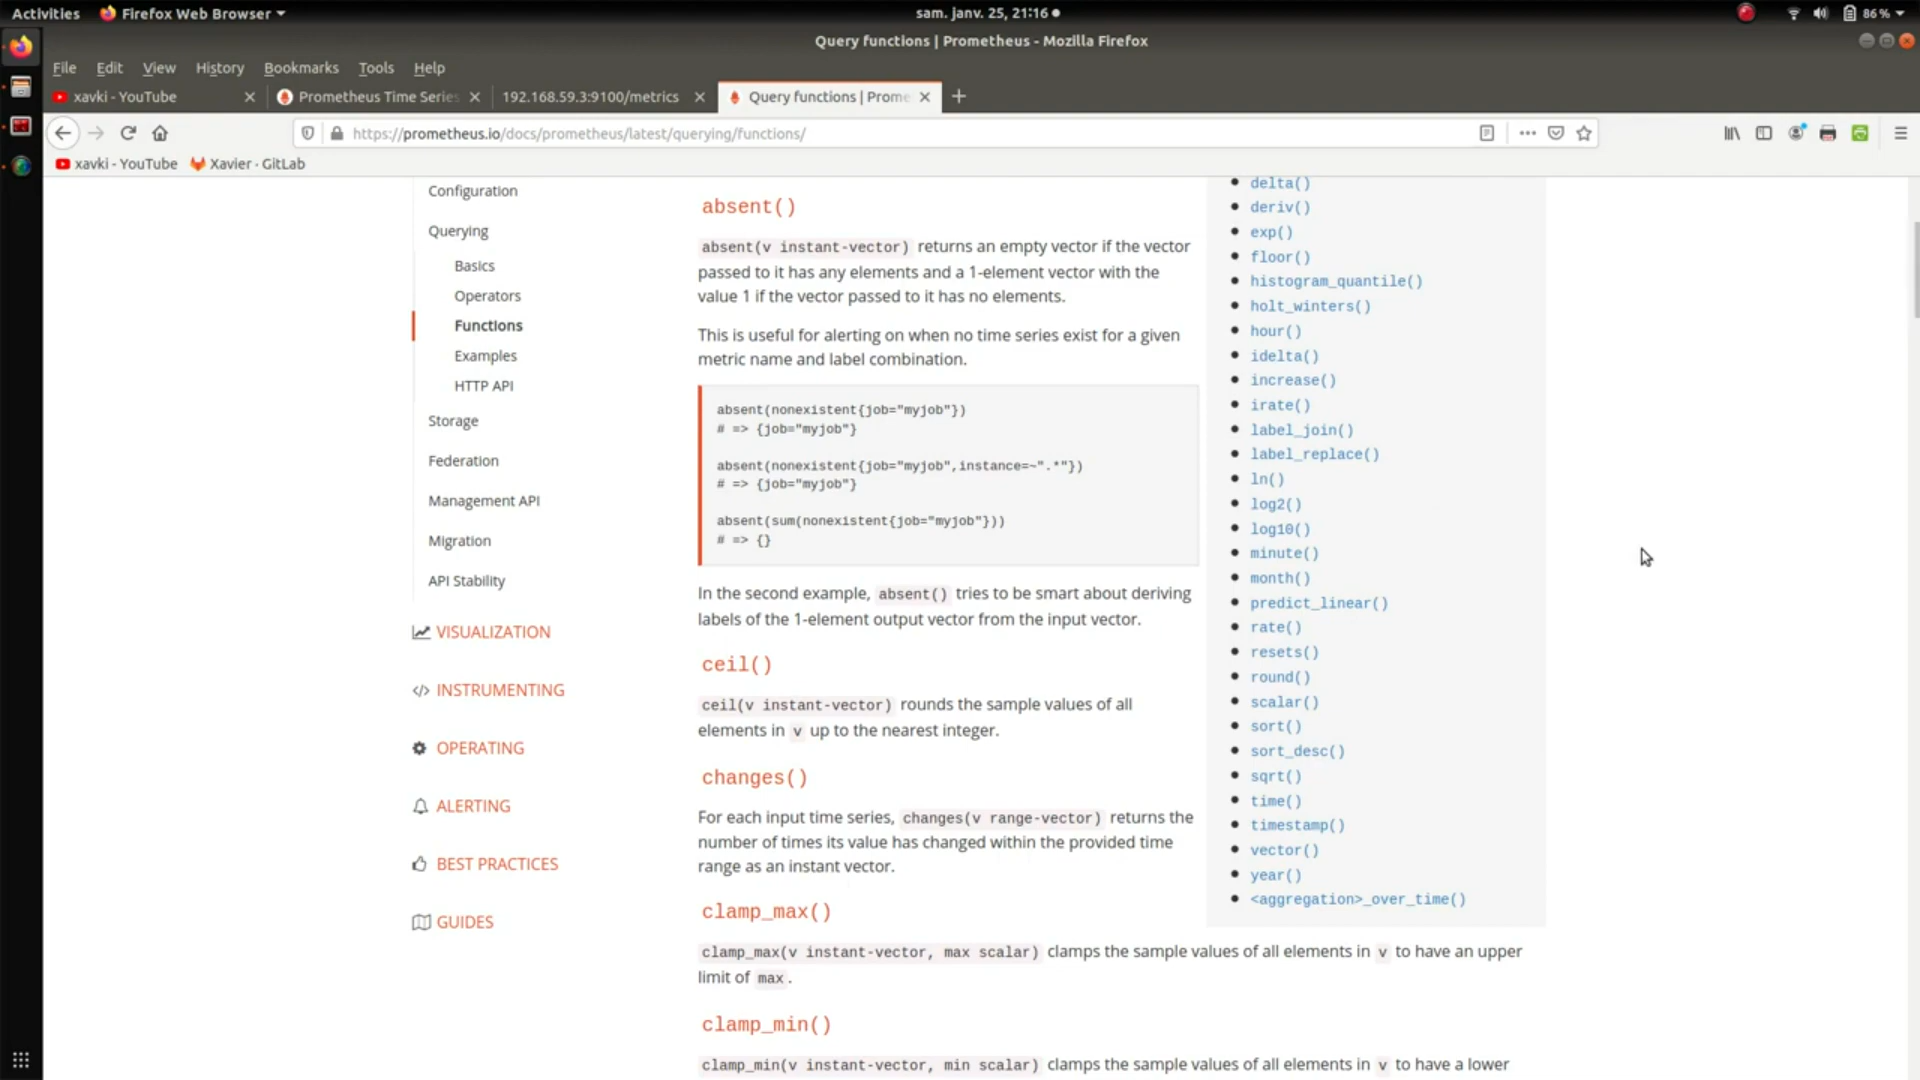 Activities
Firefox Web Browser
sam. janv. 25, 21:16
86 %
Query functions | Prometheus - Mozilla Firefox
File Edit View History Bookmarks Tools Help
xavki - YouTube
Prometheus Time Series
192.168.59.3:9100/metrics
Query functions | Prome
https://prometheus.io/docs/prometheus/latest/querying/functions/
xavki - YouTube
Xavier · GitLab
Configuration
Querying
Basics
Operators
Functions
Examples
HTTP API
Storage
Federation
Management API
Migration
API Stability
VISUALIZATION
INSTRUMENTING
OPERATING
ALERTING
BEST PRACTICES
GUIDES
absent()
absent(v instant-vector) returns an empty vector if the vector
passed to it has any elements and a 1-element vector with the
value 1 if the vector passed to it has no elements.
This is useful for alerting on when no time series exist for a given
metric name and label combination.
absent(nonexistent{job="myjob"})
# => {job="myjob"}
absent(nonexistent{job="myjob",instance=~".*"})
# => {job="myjob"}
absent(sum(nonexistent{job="myjob"}))
# => {}
In the second example, absent() tries to be smart about deriving
labels of the 1-element output vector from the input vector.
ceil()
ceil(v instant-vector) rounds the sample values of all
elements in v up to the nearest integer.
changes()
For each input time series, changes(v range-vector) returns the
number of times its value has changed within the provided time
range as an instant vector.
clamp_max()
clamp_max(v instant-vector, max scalar) clamps the sample values of all elements in v to have an upper
limit of max.
clamp_min()
clamp_min(v instant-vector, min scalar) clamps the sample values of all elements in v to have a lower
delta()
deriv()
exp()
floor()
histogram_quantile()
holt_winters()
hour()
idelta()
increase()
irate()
label_join()
label_replace()
ln()
log2()
log10()
minute()
month()
predict_linear()
rate()
resets()
round()
scalar()
sort()
sort_desc()
sqrt()
time()
timestamp()
vector()
year()
<aggregation>_over_time()